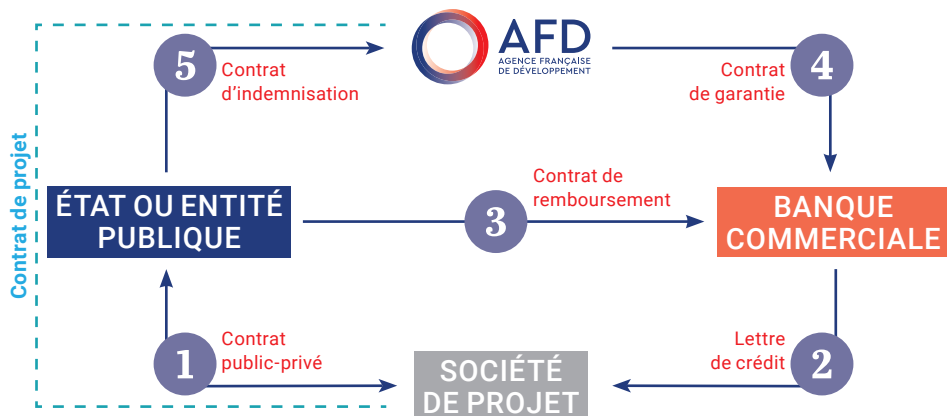 AFD
AGENCE FRANÇAISE
DE DÉVELOPPEMENT
5
Contrat
d'indemnisation
4
Contrat
de garantie
Contrat de projet
ÉTAT OU ENTITÉ
PUBLIQUE
3
Contrat de
remboursement
BANQUE
COMMERCIALE
1
Contrat
public-privé
SOCIÉTÉ
DE PROJET
Lettre
de crédit
2